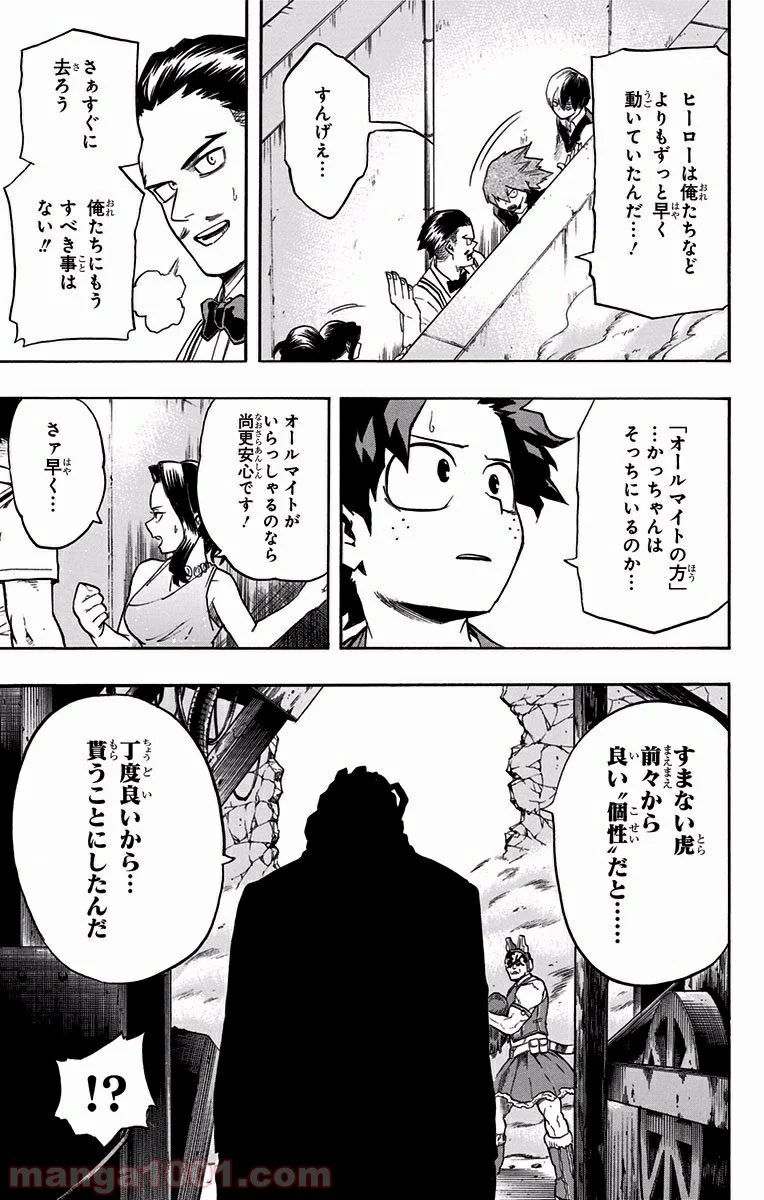 ヒーローは俺たちなど
よりもずっと早く
動いていたんだ…！
すんげえ…
さぁすぐに
去ろう
俺たちにもう
すべき事は
ない!!
「オールマイトの方」
…かっちゃんは
そっちにいるのか…
オールマイトが
いらっしゃるのなら
尚更安心です！
さァ早く…
すまない虎
前々から
良い〝個性〟だと……
丁度良いから…
貰うことにしたんだ
!?
manga1001.com